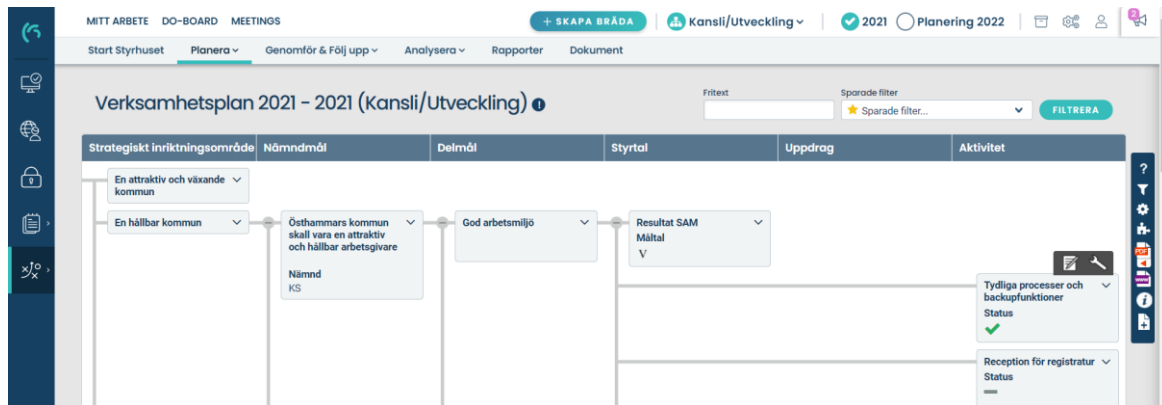 MITT ARBETE DO-BOARD MEETINGS
+ SKAPA BRÄDA
Kansli/Utveckling
2021 Planering 2022
2
Start Styrhuset Planera Genomför & Följ upp Analysera Rapporter Dokument
Verksamhetsplan 2021 - 2021 (Kansli/Utveckling)
Fritext
Sparade filter
Sparade filter...
FILTRERA
Strategiskt inriktningsområde Nämndmål Delmål Styrtal Uppdrag Aktivitet
En attraktiv och växande
kommun
En hållbar kommun
Östhammars kommun
skall vara en attraktiv
och hållbar arbetsgivare
Nämnd
KS
God arbetsmiljö
Resultat SAM
Måltal
V
Tydliga processer och
backupfunktioner
Status
Reception för registratur
Status
?
PDF
www
i